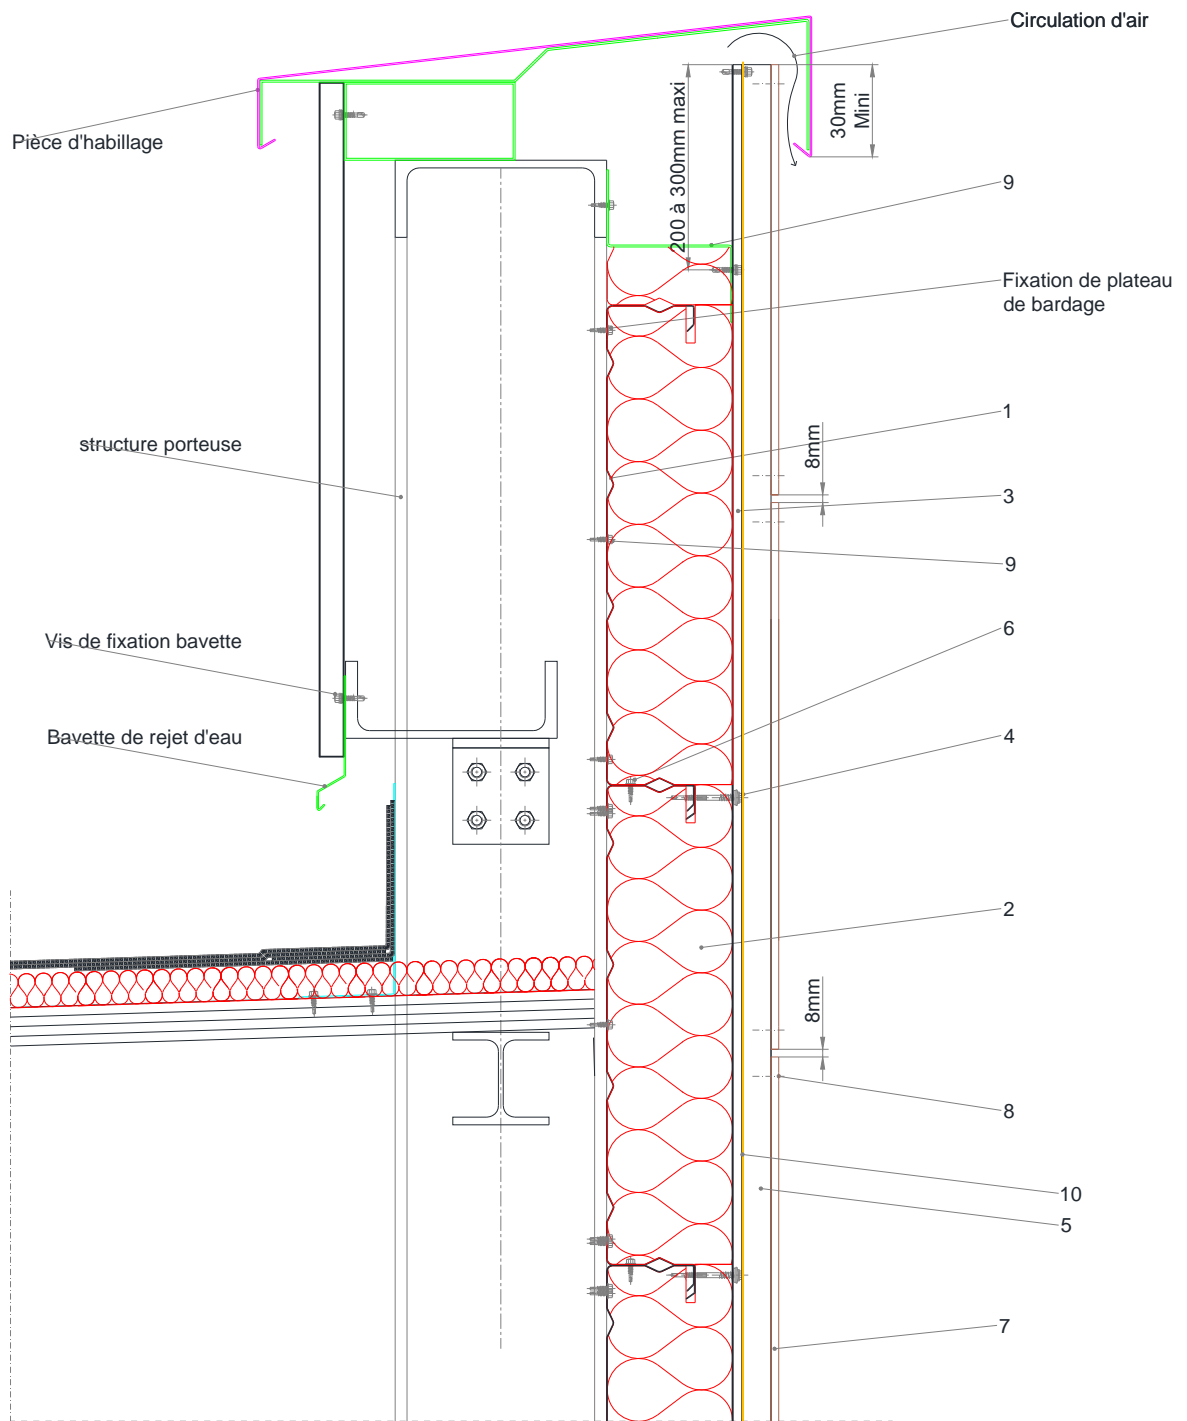 Circulation d'air
Pièce d'habillage
30mm
Mini
200 à 300mm maxi
9
Fixation de plateau
de bardage
1
structure porteuse
8mm
3
9
6
Vis de fixation bavette
4
Bavette de rejet d'eau
2
8mm
8
10
5
7